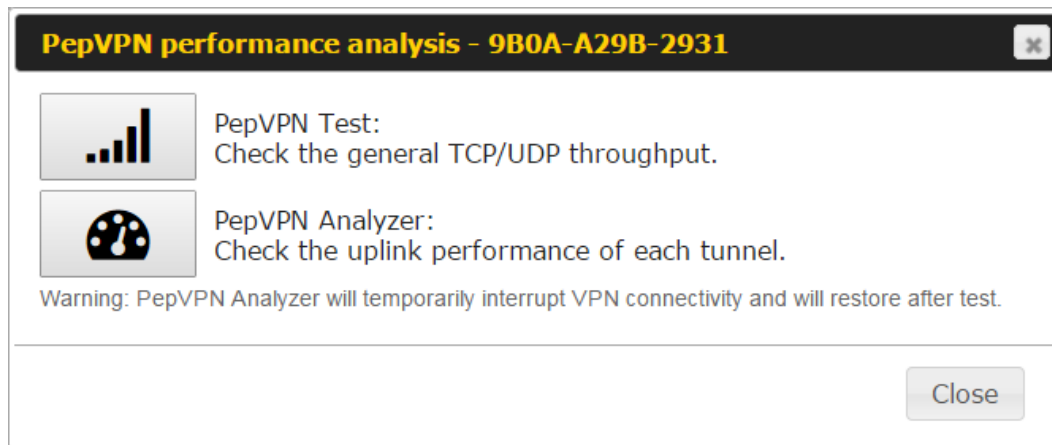 PepVPN performance analysis - 9B0A-A29B-2931
PepVPN Test:
Check the general TCP/UDP throughput.
PepVPN Analyzer:
Check the uplink performance of each tunnel.
Warning: PepVPN Analyzer will temporarily interrupt VPN connectivity and will restore after test.
Close